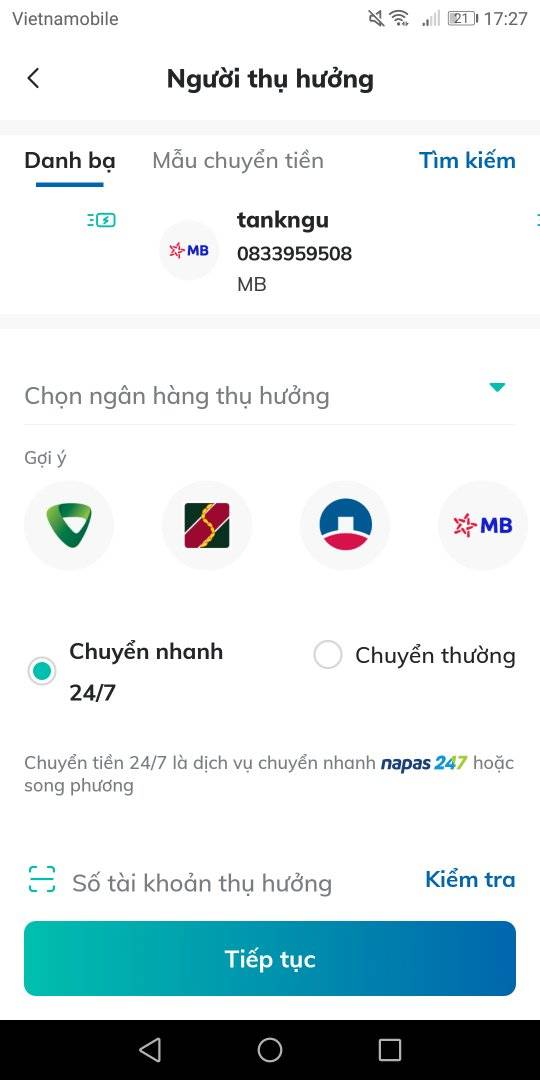 Vietnamobile 21 17:27
Người thụ hưởng
Danh bạ Mẫu chuyển tiền Tìm kiếm
tankngu
MB 0833959508
MB
Chọn ngân hàng thụ hưởng
Gợi ý
MB
Chuyển nhanh 24/7
Chuyển thường
Chuyển tiền 24/7 là dịch vụ chuyển nhanh napas 247 hoặc
song phương
Số tài khoản thụ hưởng Kiểm tra
Tiếp tục